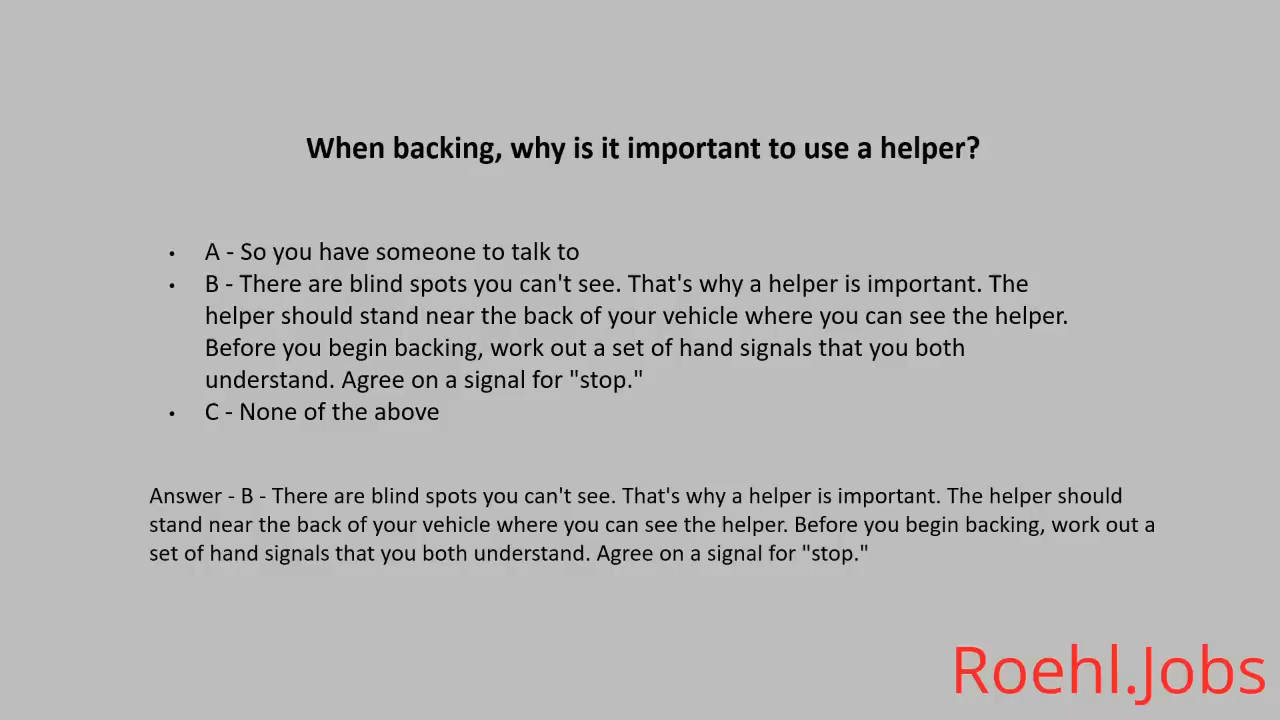 When backing, why is it important to use a helper?
• A - So you have someone to talk to
• B - There are blind spots you can't see. That's why a helper is important. The
helper should stand near the back of your vehicle where you can see the helper.
Before you begin backing, work out a set of hand signals that you both
understand. Agree on a signal for "stop."
• C - None of the above
Answer - B - There are blind spots you can't see. That's why a helper is important. The helper should
stand near the back of your vehicle where you can see the helper. Before you begin backing, work out a
set of hand signals that you both understand. Agree on a signal for "stop."
Roehl.Jobs